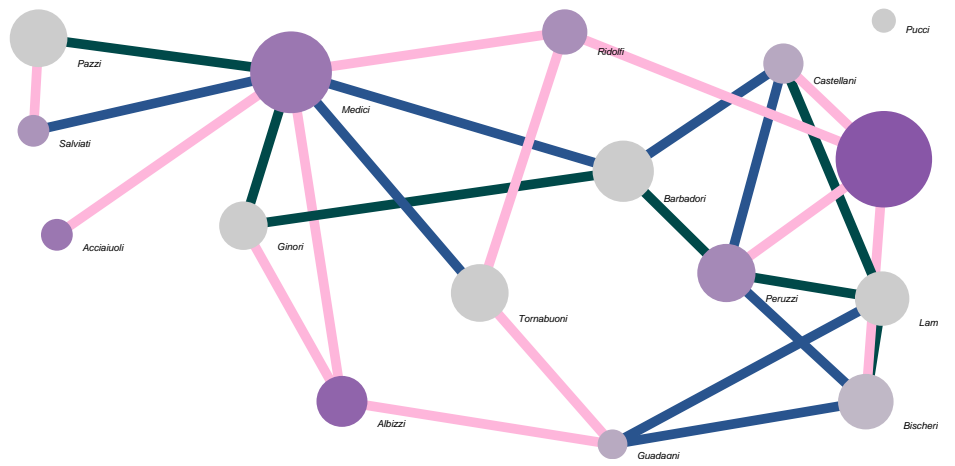 Pucci
Ridolfi
Pazzi
Castellani
Medici
Salviati
Barbadori
Acciaiuoli
Ginori
Peruzzi
Tornabuoni
Lam
Albizzi
Bischeri
Guadagni